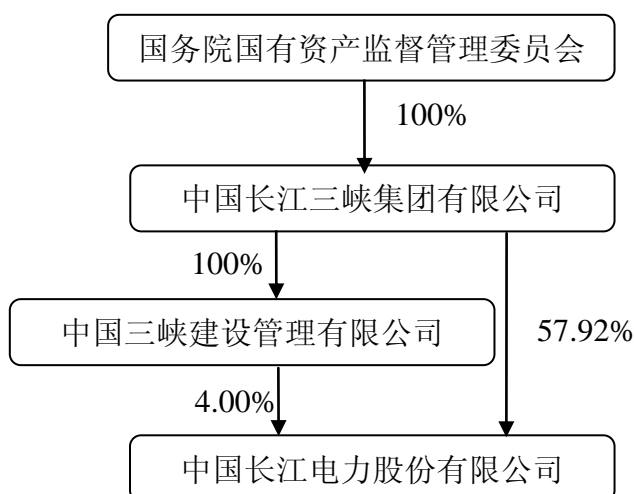 国务院国有资产监督管理委员会
100%
中国长江三峡集团有限公司
100%
中国三峡建设管理有限公司
57.92%
4.00%
中国长江电力股份有限公司